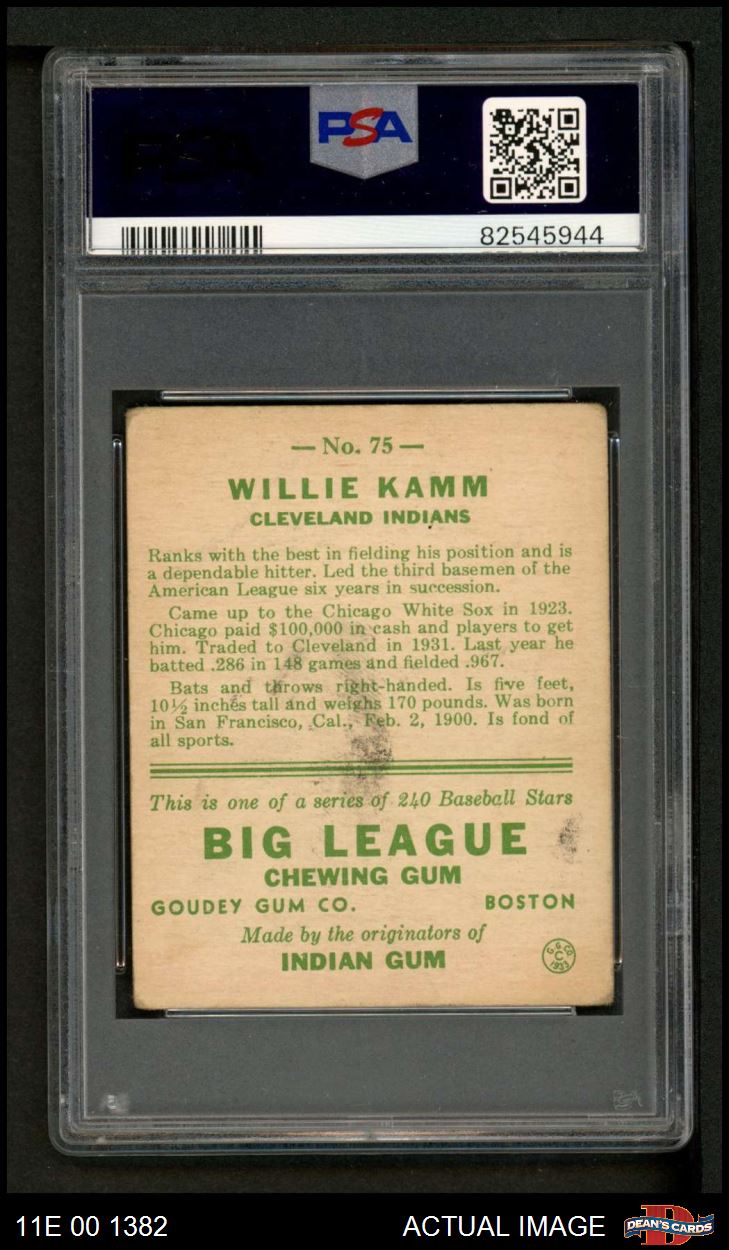 PSA
82545944
— No. 75 —
WILLIE KAMM
CLEVELAND INDIANS
Ranks with the best in fielding his position and is
a dependable hitter. Led the third basemen of the
American League six years in succession.
Came up to the Chicago White Sox in 1923.
Chicago paid $100,000 in cash and players to get
him. Traded to Cleveland in 1931. Last year he
batted .286 in 148 games and fielded .967.
Bats and throws right-handed. Is five feet,
10½ inches tall and weighs 170 pounds. Was born
in San Francisco, Cal., Feb. 2, 1900. Is fond of
all sports.
This is one of a series of 240 Baseball Stars
BIG LEAGUE
CHEWING GUM
GOUDEY GUM CO. BOSTON
Made by the originators of
INDIAN GUM
G.G.CO.
C
1933
11E 00 1382 ACTUAL IMAGE DEAN'S CARDS